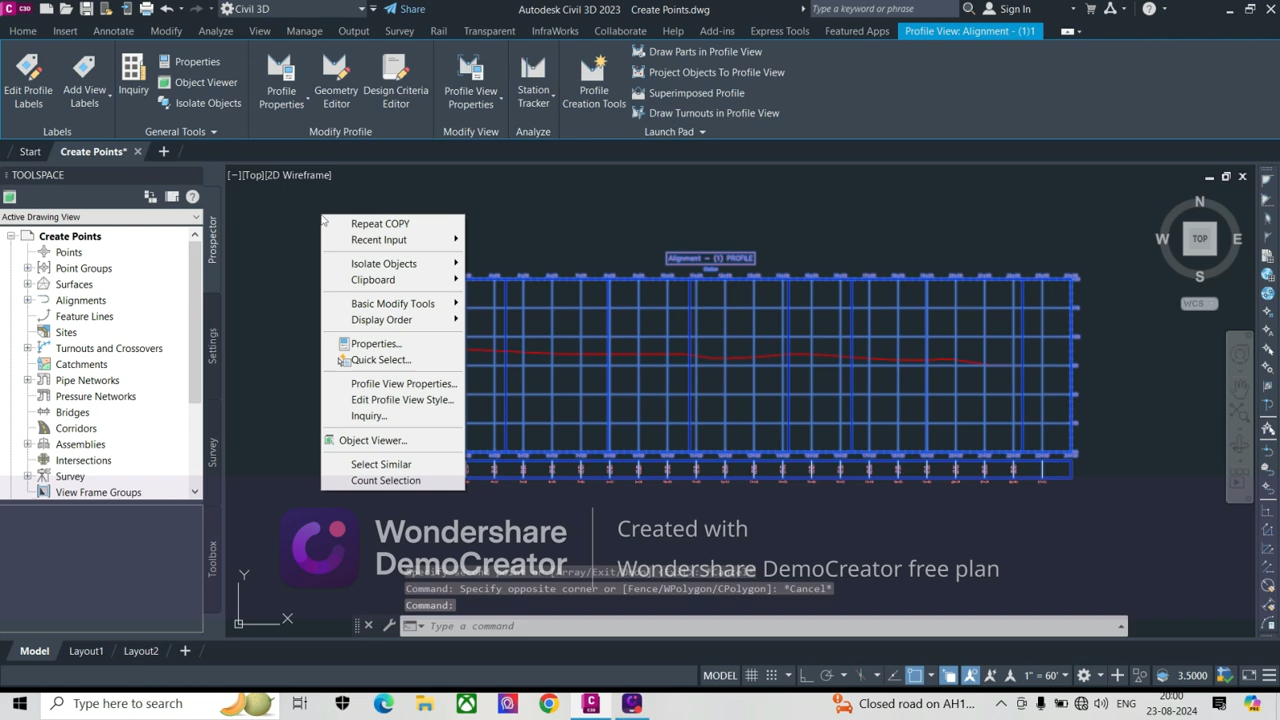 Civil 3D
Share
Autodesk Civil 3D 2023 Create Points.dwg
Type a keyword or phrase
Sign In
Home
Insert
Annotate
Modify
Analyze
View
Manage
Output
Survey
Rail
Transparent
InfraWorks
Collaborate
Help
Add-ins
Express Tools
Featured Apps
Profile View: Alignment - (1)1
Edit Profile
Labels
Add View
Labels
Inquiry
Properties
Object Viewer
Isolate Objects
Profile
Properties
Geometry
Editor
Design Criteria
Editor
Profile View
Properties
Station
Tracker
Profile
Creation Tools
Draw Parts in Profile View
Project Objects To Profile View
Superimposed Profile
Draw Turnouts in Profile View
Labels
General Tools
Modify Profile
Modify View
Analyze
Launch Pad
Start
Create Points*
TOOLSPACE
Active Drawing View
Create Points
Points
Point Groups
Surfaces
Alignments
Feature Lines
Sites
Turnouts and Crossovers
Catchments
Pipe Networks
Pressure Networks
Bridges
Corridors
Assemblies
Intersections
Survey
View Frame Groups
Prospector
Settings
Survey
Toolbox
[−][Top][2D Wireframe]
Repeat COPY
Recent Input
Isolate Objects
Clipboard
Basic Modify Tools
Display Order
Properties...
Quick Select...
Profile View Properties...
Edit Profile View Style...
Inquiry...
Object Viewer...
Select Similar
Count Selection
Alignment - (1) PROFILE
N
W
TOP
E
S
WCS
Wondershare
DemoCreator
Created with
Wondershare DemoCreator free plan
Command: Specify opposite corner or [Fence/WPolygon/CPolygon]: *Cancel*
Command:
Type a command
Y
X
Model
Layout1
Layout2
MODEL
1" = 60'
3.5000
Type here to search
Closed road on AH1...
20:00
23-08-2024